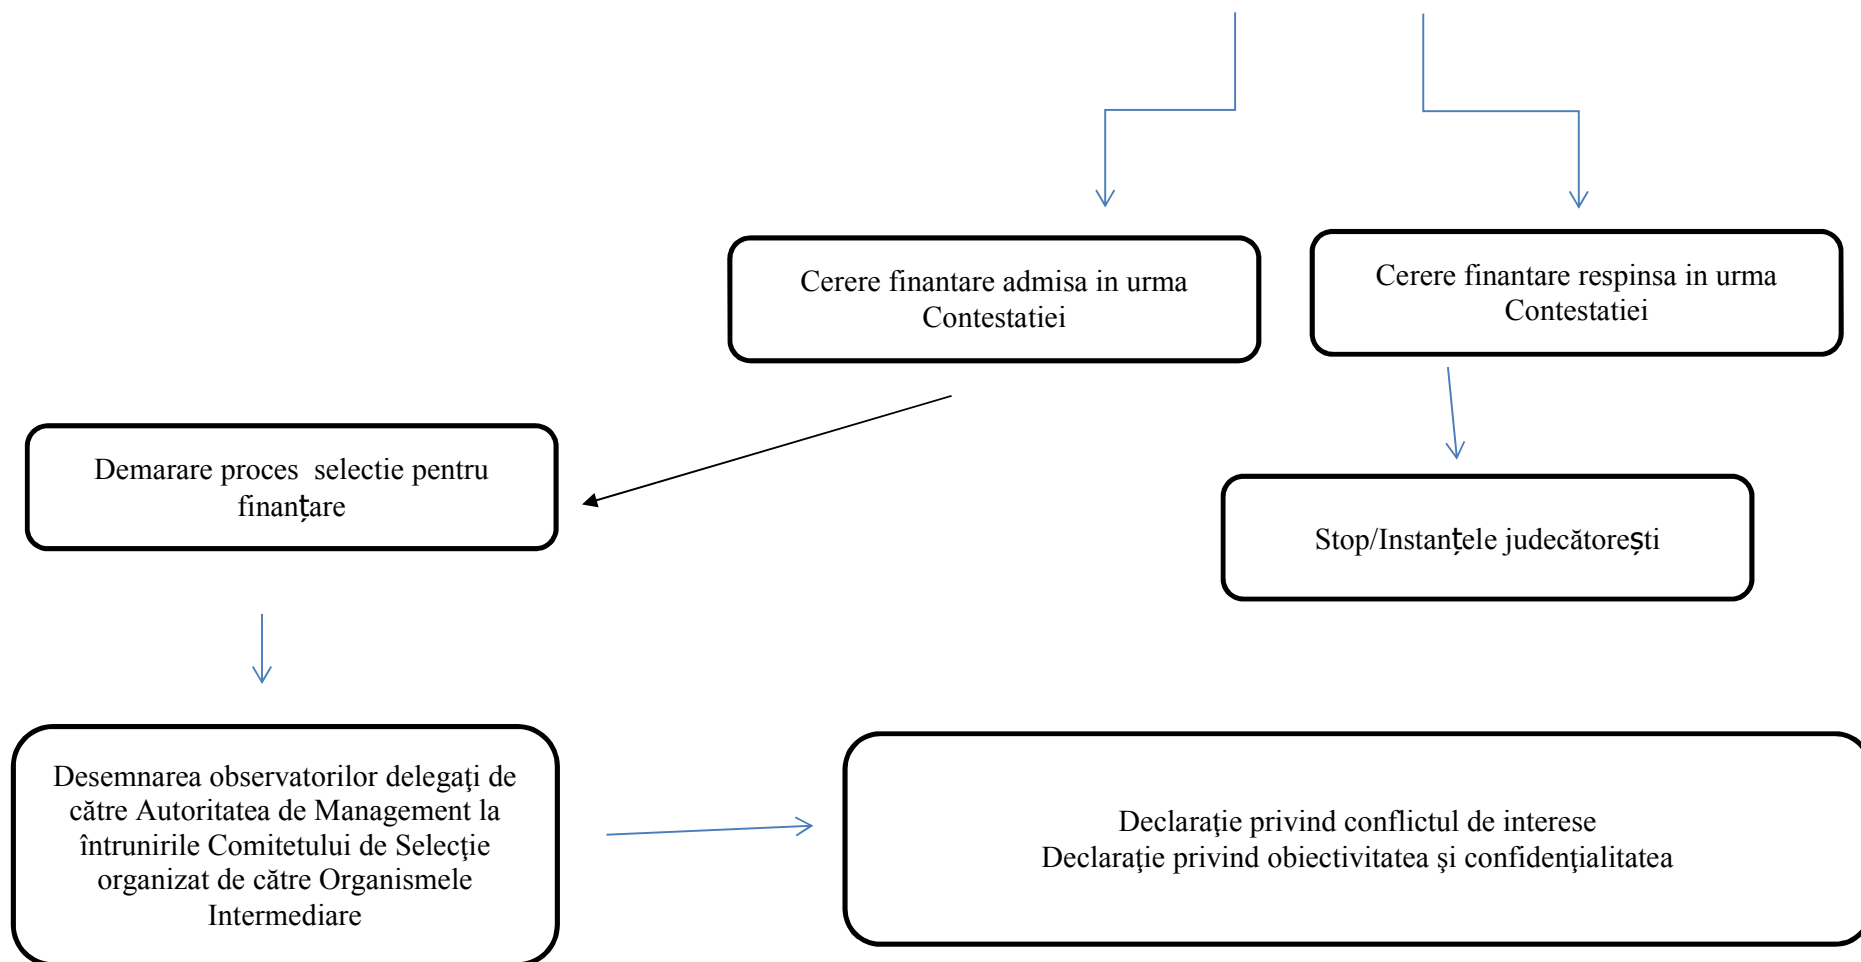 Cerere finantare admisa in urma
Contestatiei
Cerere finantare respinsa in urma
Contestatiei
Demarare proces  selectie pentru
finanțare
Stop/Instanțele judecătorești
Desemnarea observatorilor delegaţi de
către Autoritatea de Management la
întrunirile Comitetului de Selecţie
organizat de către Organismele
Intermediare
Declaraţie privind conflictul de interese
Declaraţie privind obiectivitatea şi confidenţialitatea